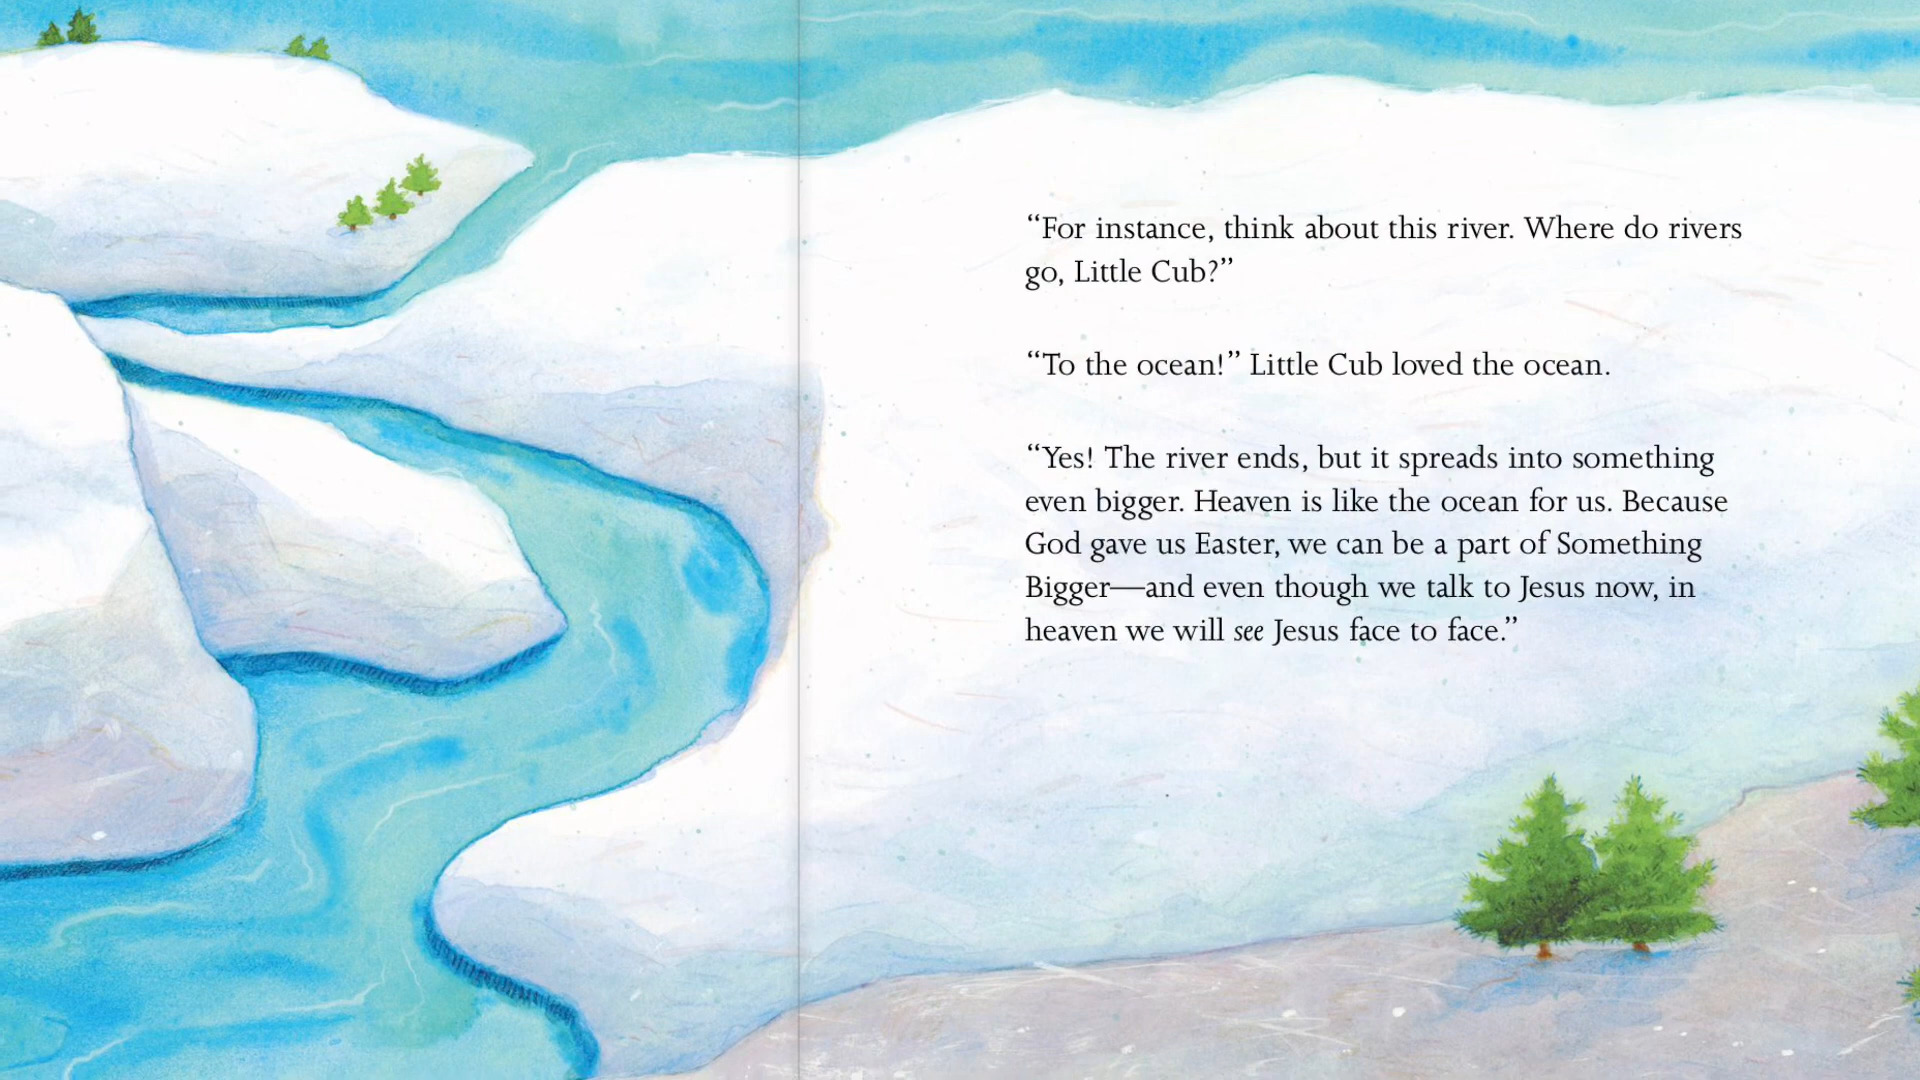 “For instance, think about this river. Where do rivers
go, Little Cub?”
“To the ocean!” Little Cub loved the ocean.
“Yes! The river ends, but it spreads into something
even bigger. Heaven is like the ocean for us. Because
God gave us Easter, we can be a part of Something
Bigger—and even though we talk to Jesus now, in
heaven we will see Jesus face to face.”